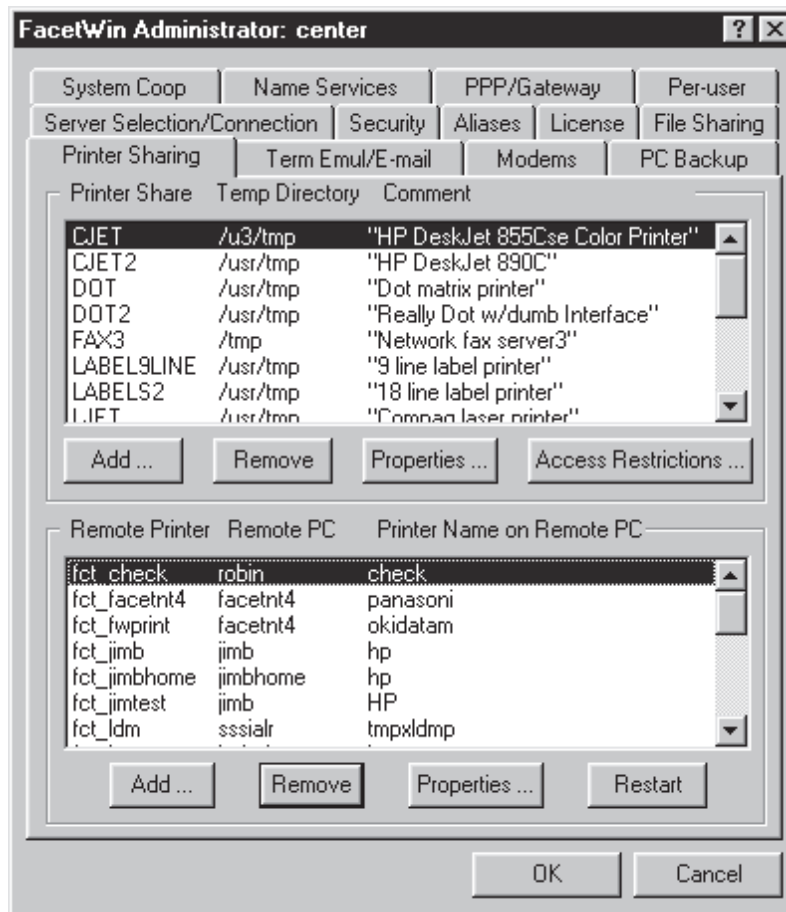 FacetWin Administrator: center
System Coop Name Services PPP/Gateway Per-user
Server Selection/Connection Security Aliases License File Sharing
Printer Sharing Term Emul/E-mail Modems PC Backup
Printer Share Temp Directory Comment
CJET /u3/tmp "HP DeskJet 855Cse Color Printer"
CJET2 /usr/tmp "HP DeskJet 890C"
DOT /usr/tmp "Dot matrix printer"
DOT2 /usr/tmp "Really Dot w/dumb Interface"
FAX3 /tmp "Network fax server3"
LABEL9LINE /usr/tmp "9 line label printer"
LABELS2 /usr/tmp "18 line label printer"
LJET /usr/tmp "Compaq laser printer"
Add ... Remove Properties ... Access Restrictions ...
Remote Printer Remote PC Printer Name on Remote PC
fct_check robin check
fct_facetnt4 facetnt4 panasoni
fct_fwprint facetnt4 okidatam
fct_jimb jimb hp
fct_jimbhome jimbhome hp
fct_jimtest jimb HP
fct_ldm sssialr tmpxldmp
Add ... Remove Properties ... Restart
OK Cancel